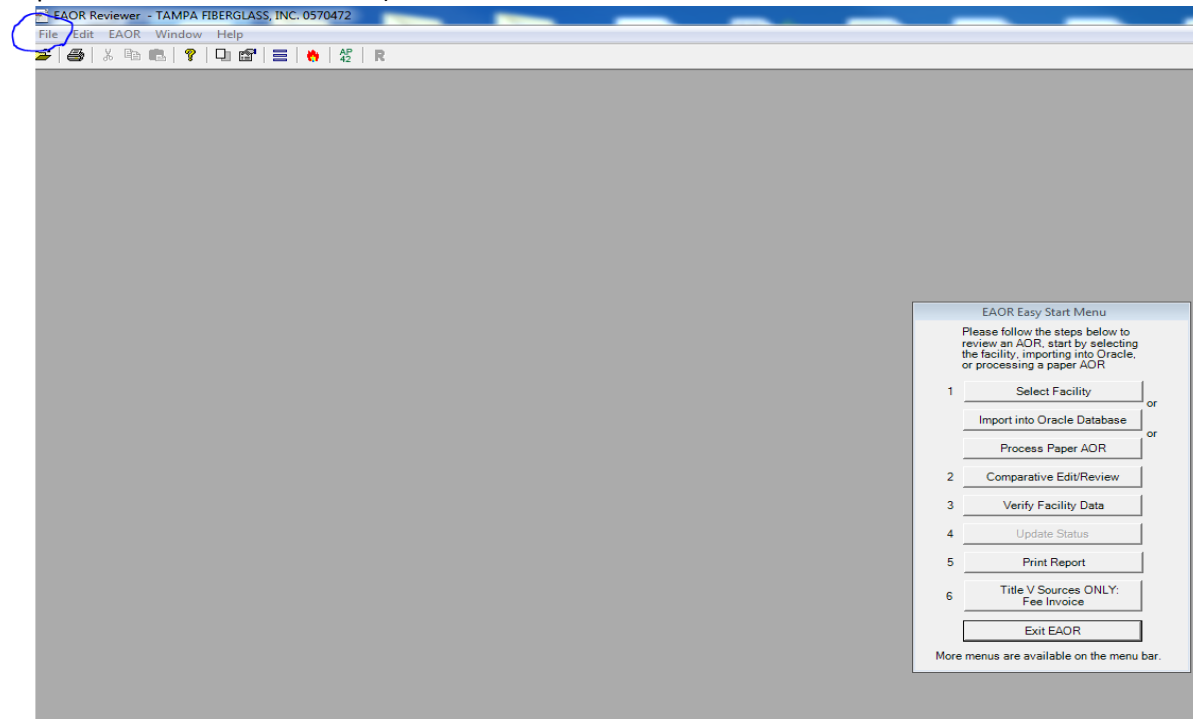 EAOR Reviewer - TAMPA FIBERGLASS, INC. 0570472
File Edit EAOR Window Help
AP 42 R
EAOR Easy Start Menu
Please follow the steps below to
review an AOR, start by selecting
the facility, importing into Oracle,
or processing a paper AOR
1 Select Facility
or
Import into Oracle Database
or
Process Paper AOR
2 Comparative Edit/Review
3 Verify Facility Data
4 Update Status
5 Print Report
6 Title V Sources ONLY:
Fee Invoice
Exit EAOR
More menus are available on the menu bar.